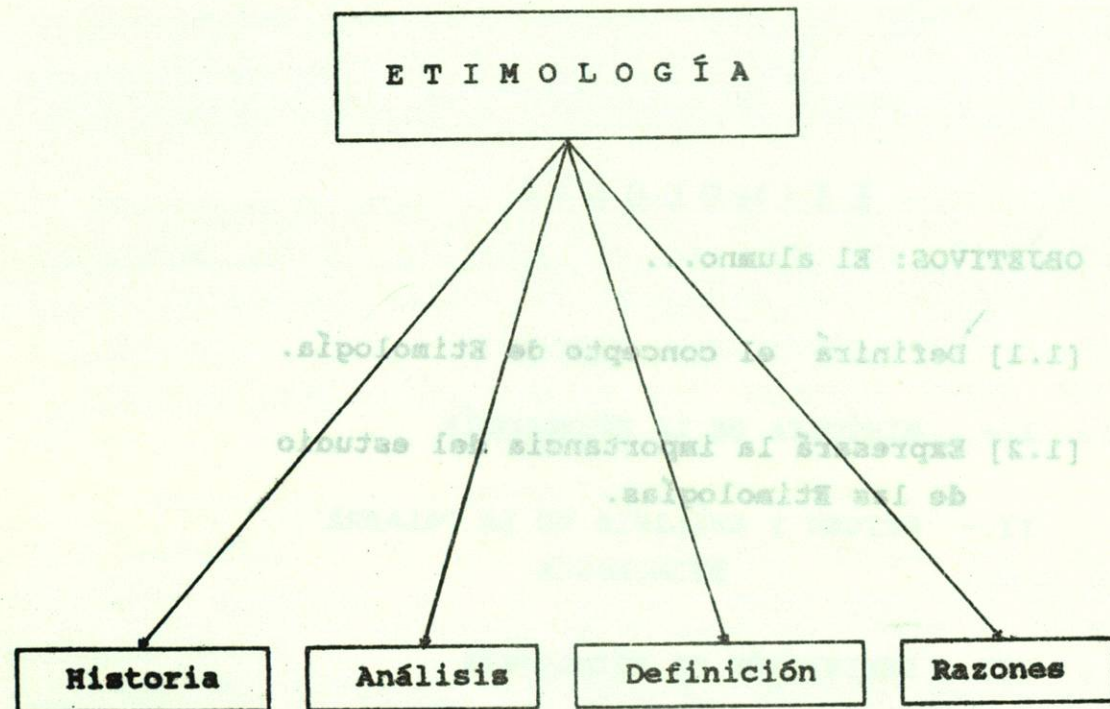 ETIMOLOGÍA
OBJETIVOS: El alumno...
[1.1] Definirá el concepto de Etimología.
[1.2] Expresará la importancia del estudio
de las Etimologías.
Historia Análisis Definición Razones